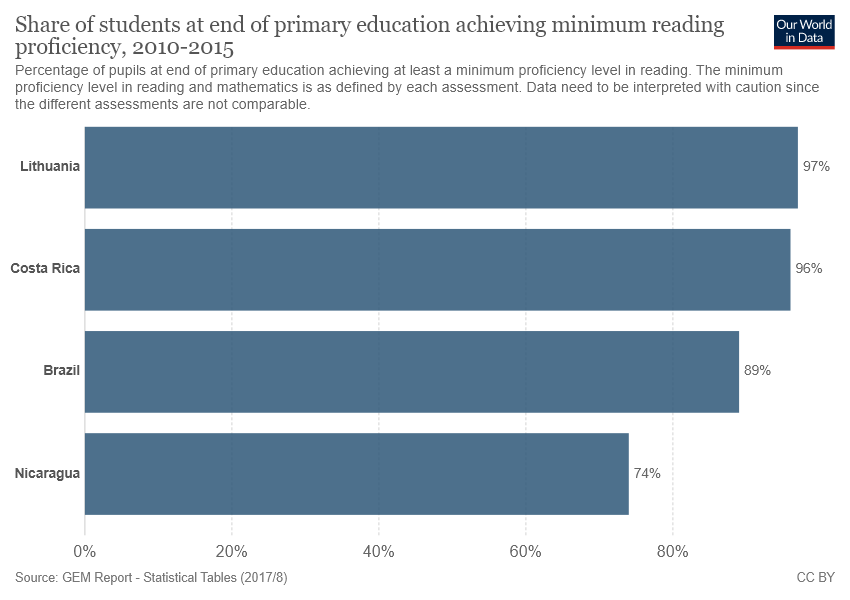 Share of students at end of primary education achieving minimum reading
proficiency, 2010-2015
Our World
in Data
Percentage of pupils at end of primary education achieving at least a minimum proficiency level in reading. The minimum
proficiency level in reading and mathematics is as defined by each assessment. Data need to be interpreted with caution since
the different assessments are not comparable.
Lithuania 97%
Costa Rica 96%
Brazil 89%
Nicaragua 74%
0% 20% 40% 60% 80%
Source: GEM Report - Statistical Tables (2017/8) CC BY